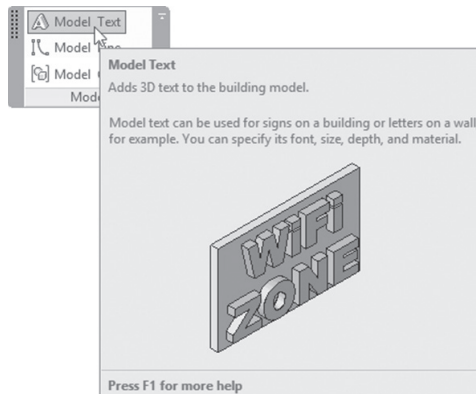 Model Text
Model
Model
Mode
Model Text
Adds 3D text to the building model.
Model text can be used for signs on a building or letters on a wall
for example. You can specify its font, size, depth, and material.
WiFi
ZONE
Press F1 for more help